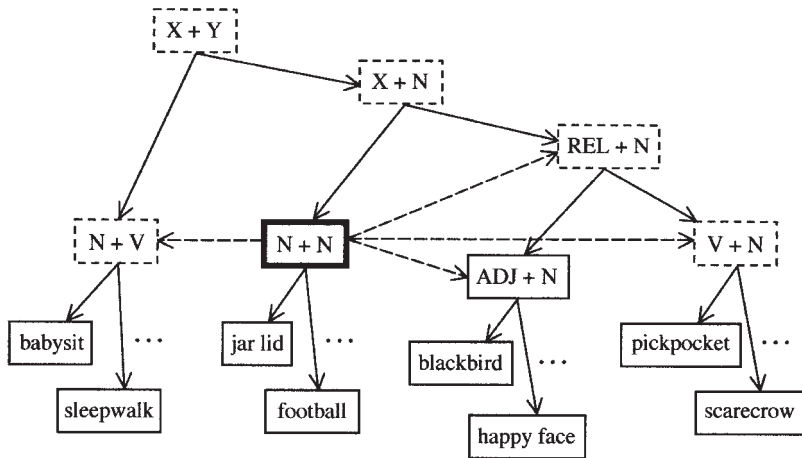 X + Y
X + N
REL + N
N + V
N + N
ADJ + N
V + N
babysit
...
jar lid
...
blackbird
...
pickpocket
...
sleepwalk
football
happy face
scarecrow